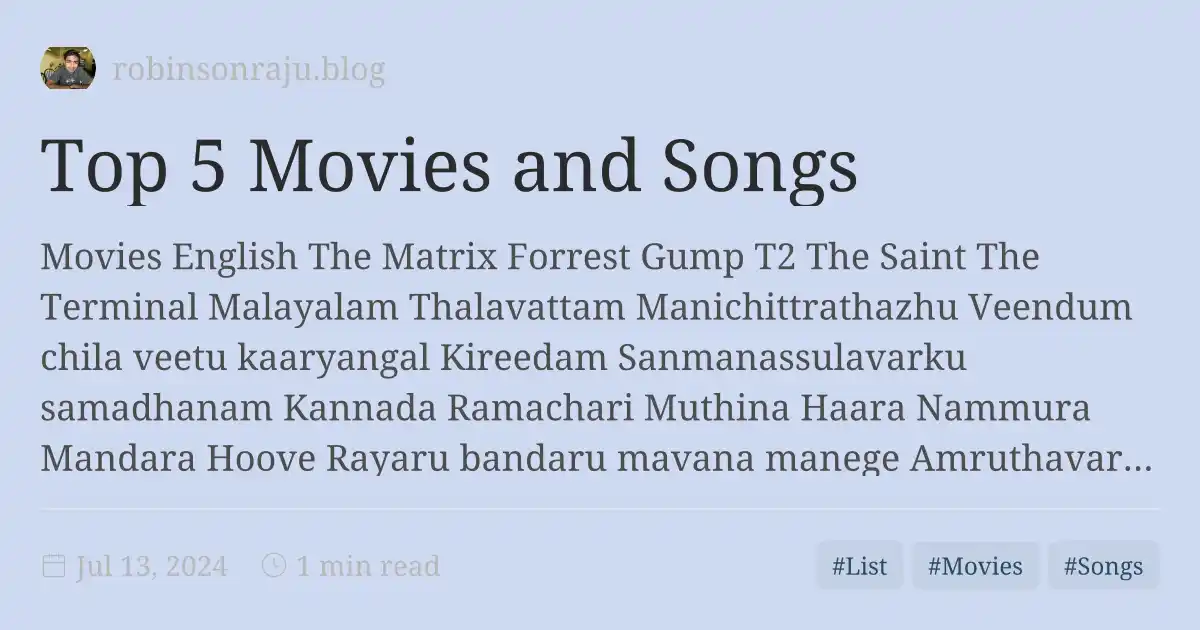 robinsonraju.blog
Top 5 Movies and Songs
Movies English The Matrix Forrest Gump T2 The Saint The
Terminal Malayalam Thalavattam Manichittrathazhu Veendum
chila veetu kaaryangal Kireedam Sanmanassulavarku
samadhanam Kannada Ramachari Muthina Haara Nammura
Mandara Hoove Rayaru bandaru mavana manege Amruthavar...
Jul 13, 2024 1 min read #List #Movies #Songs